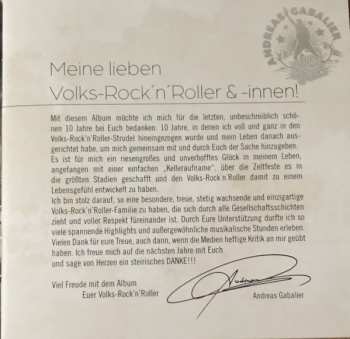 ANDREAS GABALIER
Meine lieben
Volks-Rock´n´Roller & -innen!
Mit diesem Album möchte ich mich für die letzten, unbeschreiblich schö-
nen 10 Jahre bei Euch bedanken. 10 Jahre, in denen ich voll und ganz in den
Volks-Rock´n´Roller-Strudel hineingezogen wurde und mein Leben danach aus-
gerichtet habe, um mich gemeinsam mit und durch Euch der Sache hinzugeben.
Es ist für mich ein riesengroßes und unverhofftes Glück in meinem Leben,
angefangen mit einer einfachen „Kelleraufnahme“, über die Zeltfeste es in
die größten Stadien geschafft und den Volks-Rock´n´Roller damit zu einem
Lebensgefühl entwickelt zu haben.
Ich bin stolz darauf, so eine besondere, treue, stetig wachsende und einzigartige
Volks-Rock´n´Roller-Familie zu haben, die sich durch alle Gesellschaftsschichten
zieht und voller Respekt füreinander ist. Durch Eure Unterstützung durfte ich so
viele spannende Highlights und außergewöhnliche musikalische Stunden erleben.
Vielen Dank für eure Treue, auch dann, wenn die Medien heftige Kritik an mir geübt
haben. Ich freue mich auf die nächsten Jahre mit Euch
und sage von Herzen ein steirisches DANKE!!!
Viel Freude mit dem Album
Euer Volks-Rock´n´Roller
Andreas Gabalier